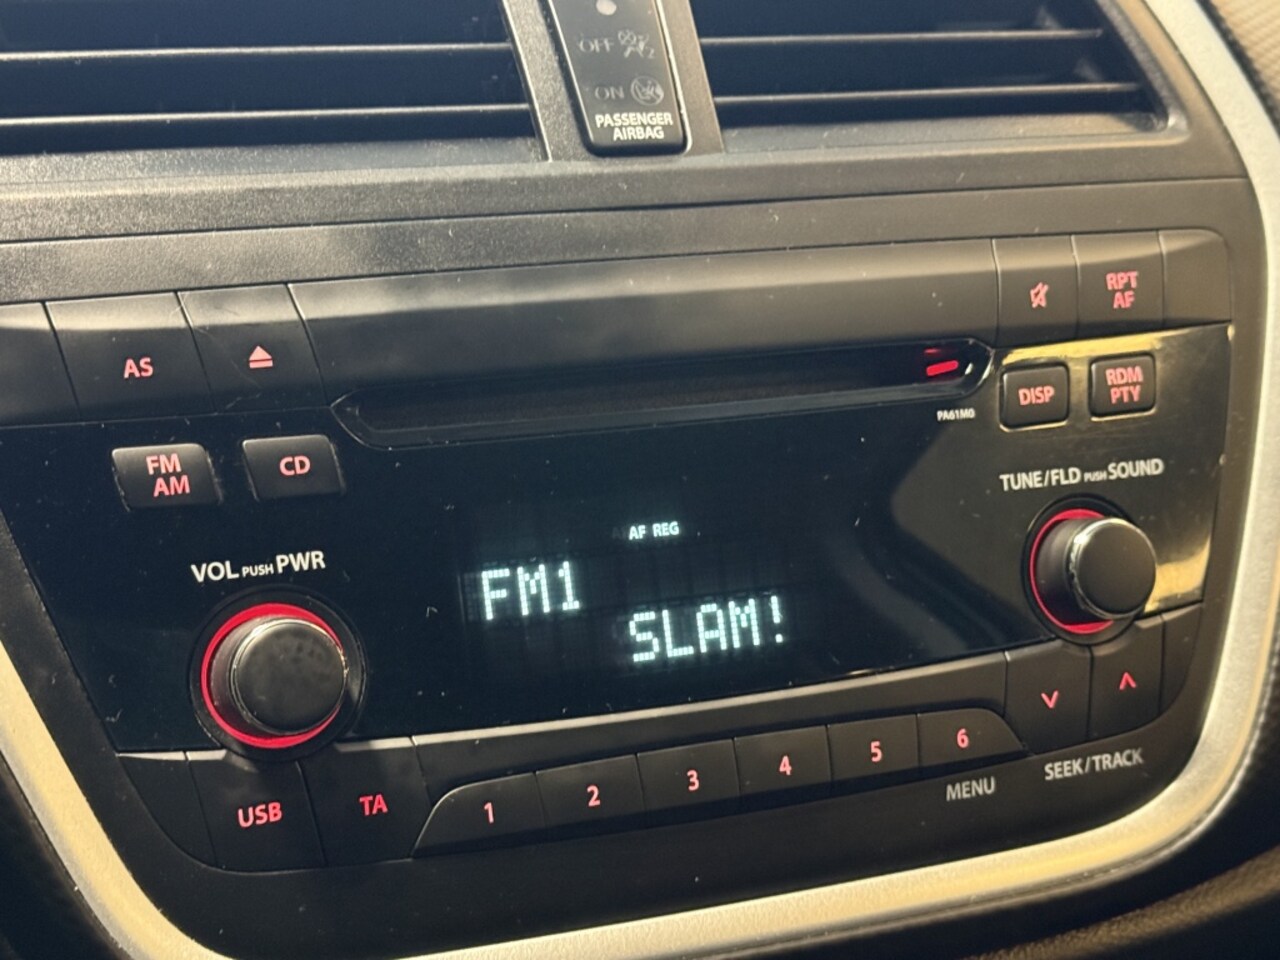 OFF
ON
PASSENGER
AIRBAG
RPT
AF
AS
DISP
RDM
PTY
PA61M0
FM
AM
CD
TUNE/FLD PUSH SOUND
AF REG
VOL PUSH PWR
FM1
SLAM!
USB
TA
1
2
3
4
5
6
MENU
SEEK/TRACK